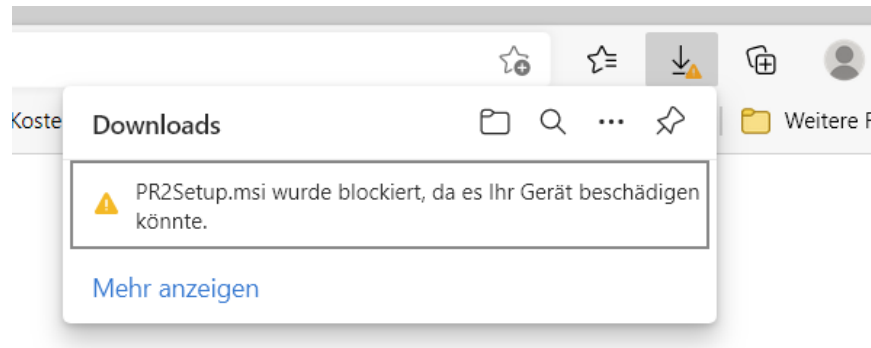 Koste
Weitere F
Downloads
PR2Setup.msi wurde blockiert, da es Ihr Gerät beschädigen
könnte.
Mehr anzeigen